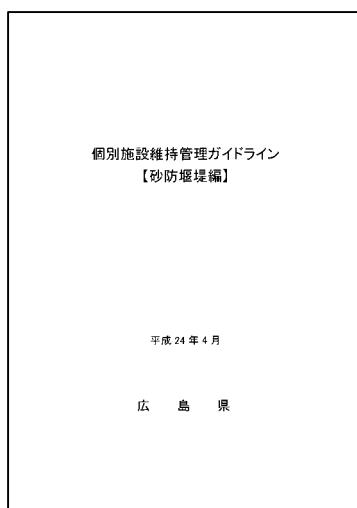 個別施設維持管理ガイドライン
【砂防堰堤編】
平成 24 年 4 月
広 島 県